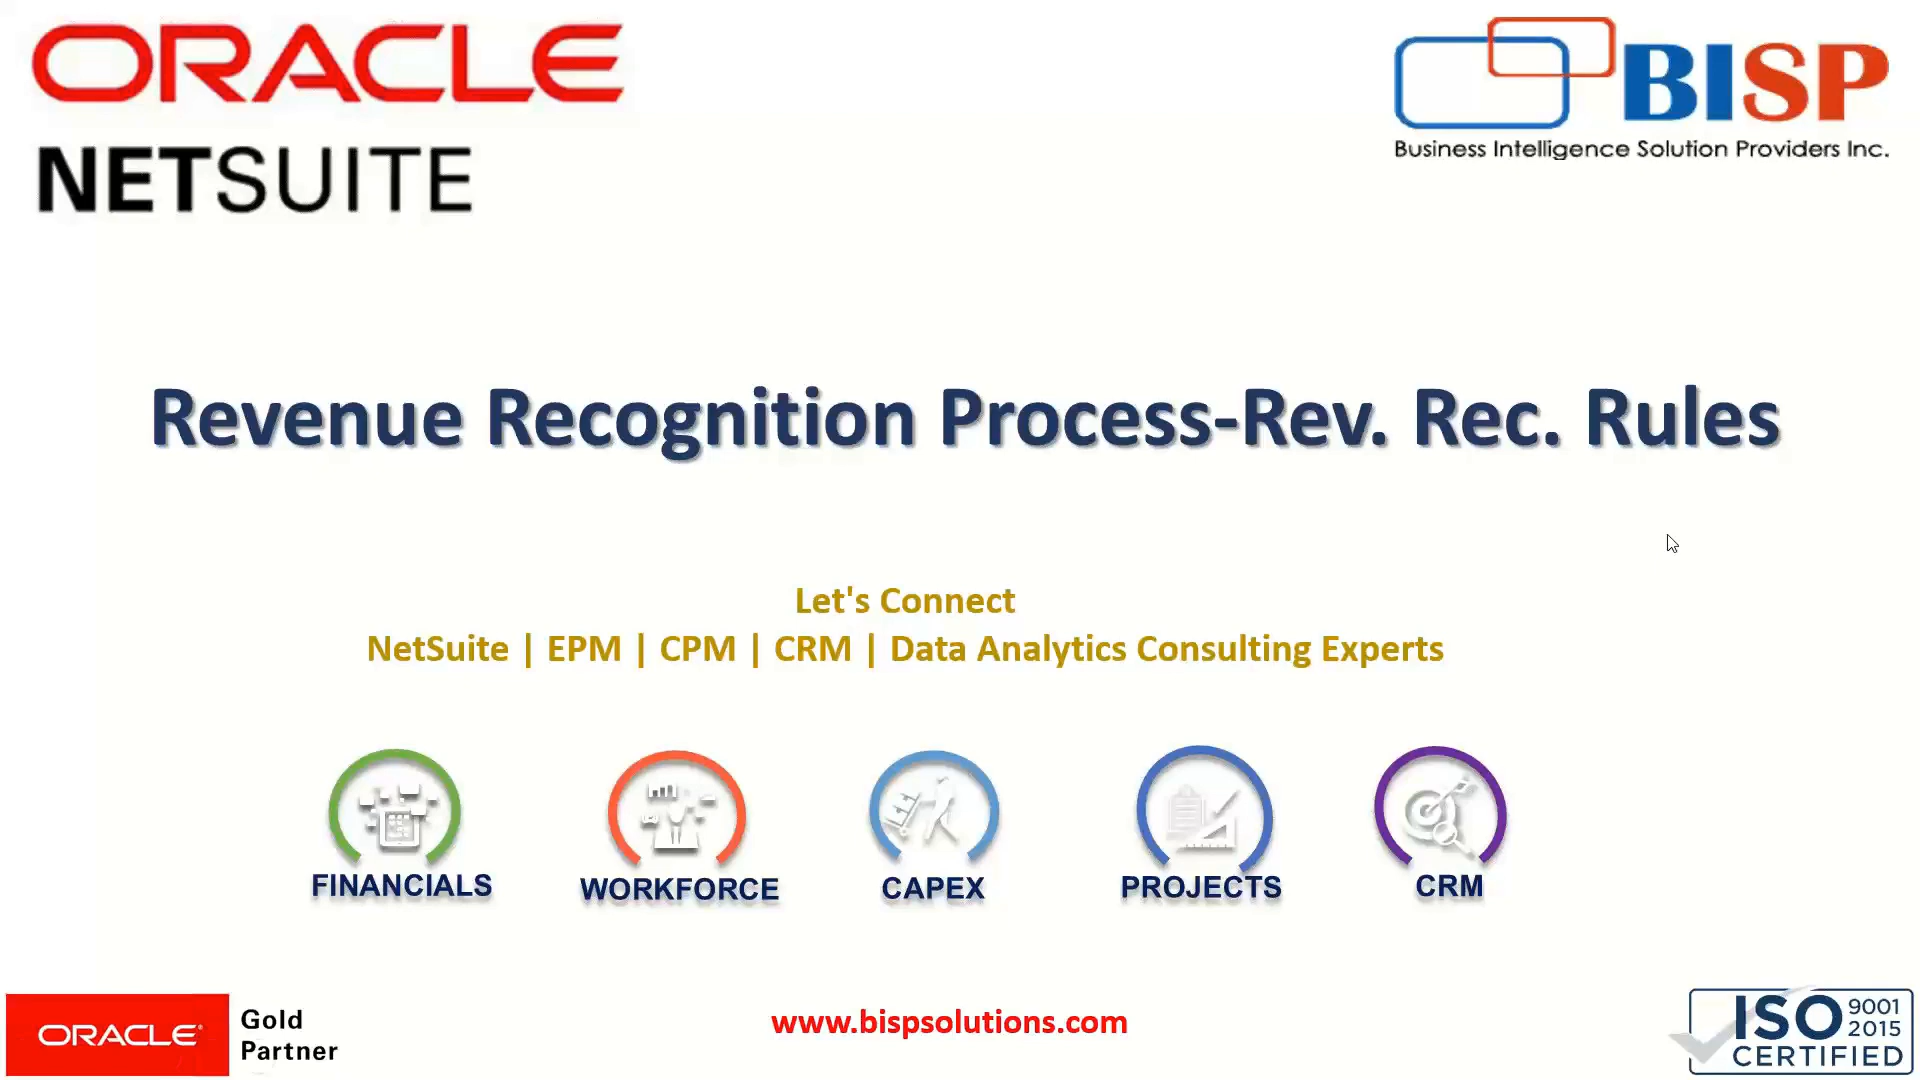 ORACLE
NETSUITE
BISP
Business Intelligence Solution Providers Inc.
Revenue Recognition Process-Rev. Rec. Rules
Let's Connect
NetSuite | EPM | CPM | CRM | Data Analytics Consulting Experts
FINANCIALS
WORKFORCE
CAPEX
PROJECTS
CRM
ORACLE®
Gold
Partner
www.bispsolutions.com
ISO
9001
2015
CERTIFIED